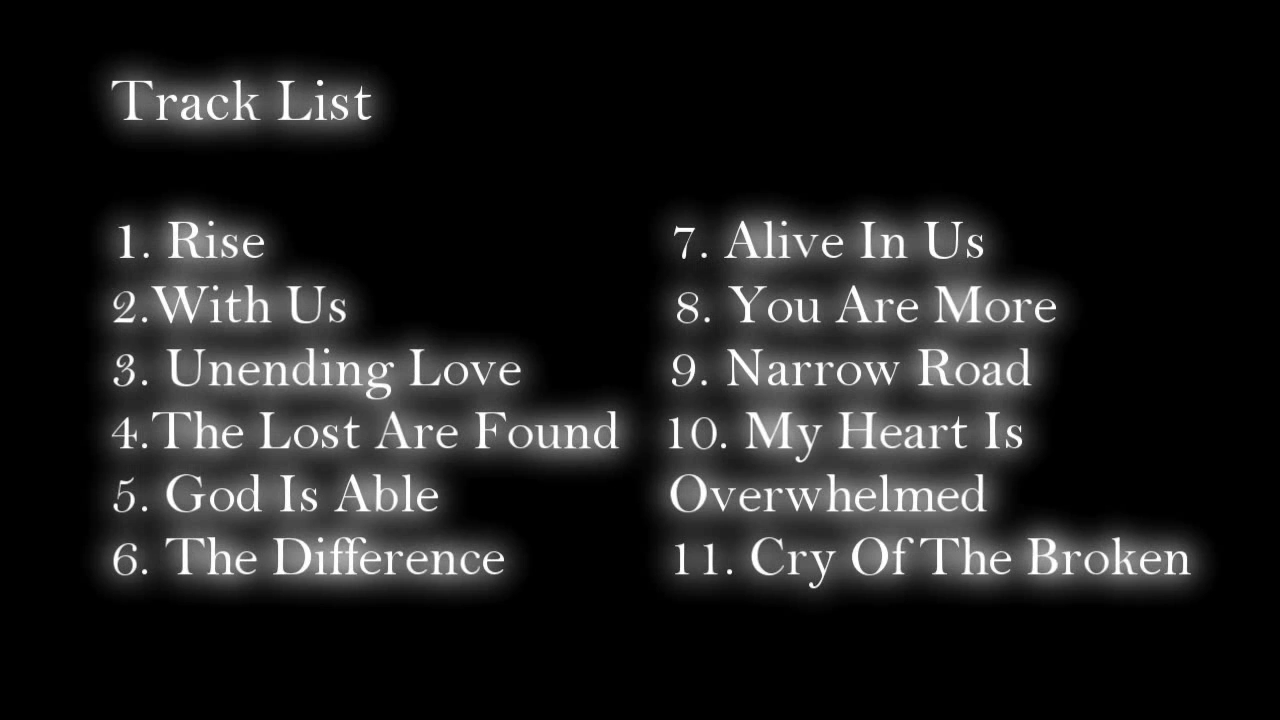 Track List
1. Rise
2.With Us
3. Unending Love
4.The Lost Are Found
5. God Is Able
6. The Difference
7. Alive In Us
8. You Are More
9. Narrow Road
10. My Heart Is
Overwhelmed
11. Cry Of The Broken